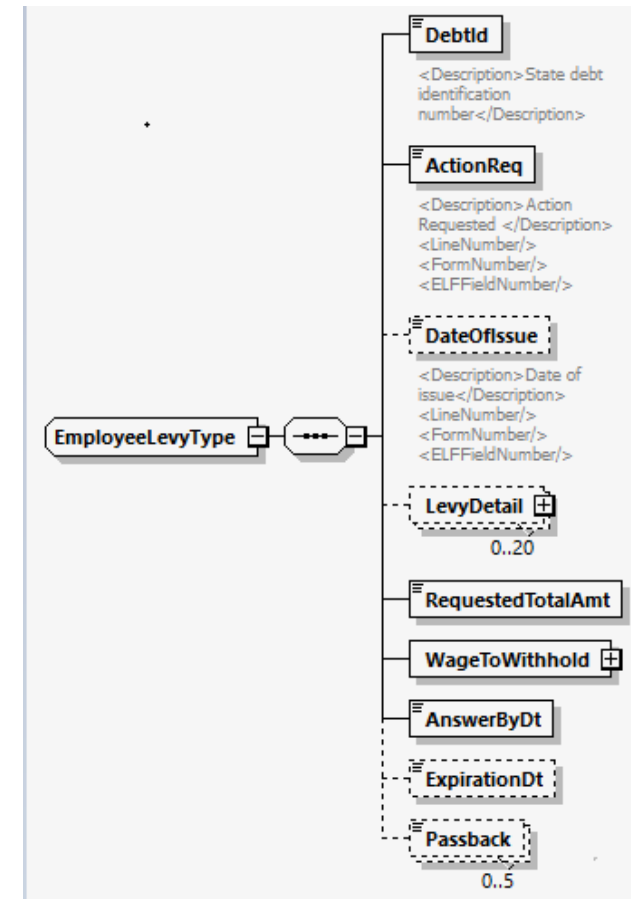 DebtId
<Description>State debt
identification
number</Description>
ActionReq
<Description>Action
Requested </Description>
<LineNumber/>
<FormNumber/>
<ELFFieldNumber/>
DateOfIssue
<Description>Date of
issue</Description>
<LineNumber/>
<FormNumber/>
<ELFFieldNumber/>
EmployeeLevyType
LevyDetail
0..20
RequestedTotalAmt
WageToWithhold
AnswerByDt
ExpirationDt
Passback
0..5